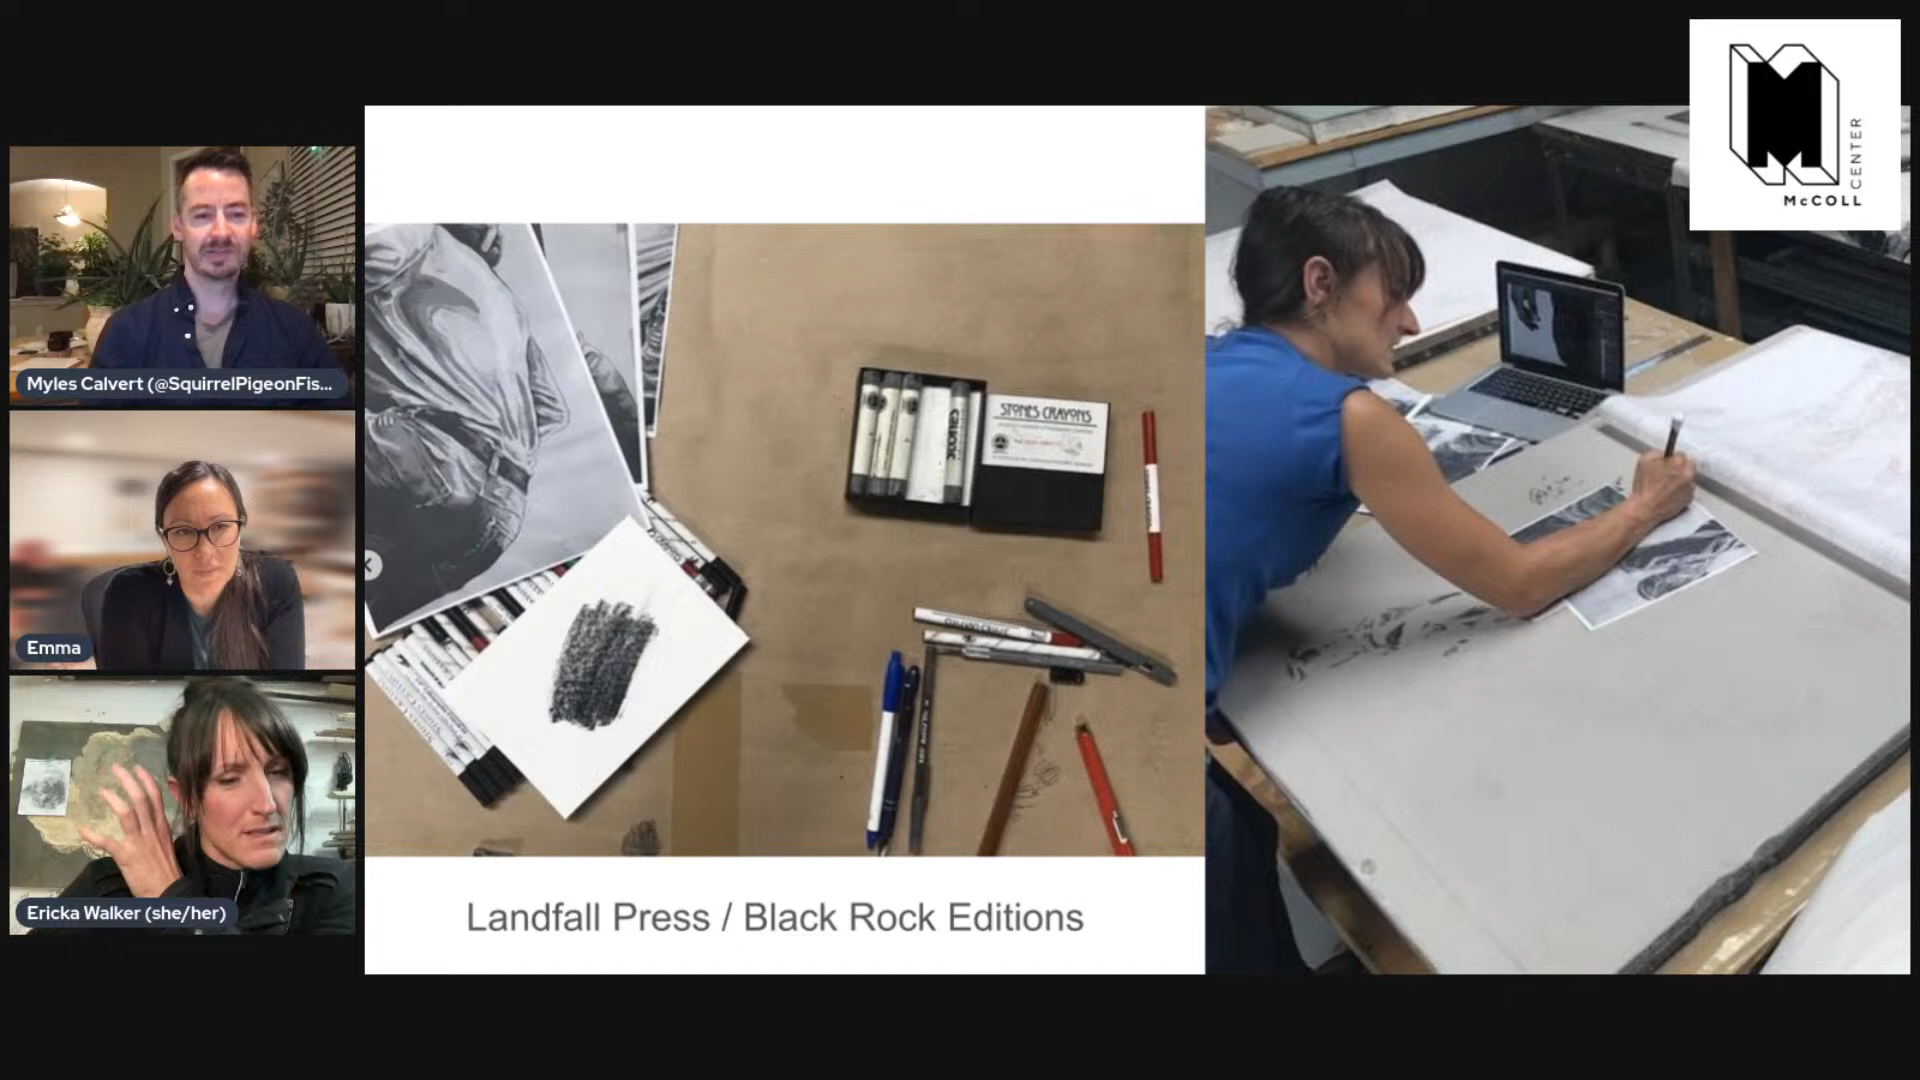 McCOLL
CENTER
Myles Calvert (@SquirrelPigeonFis...
STONES CRAYONS
Emma
Ericka Walker (she/her)
Landfall Press / Black Rock Editions